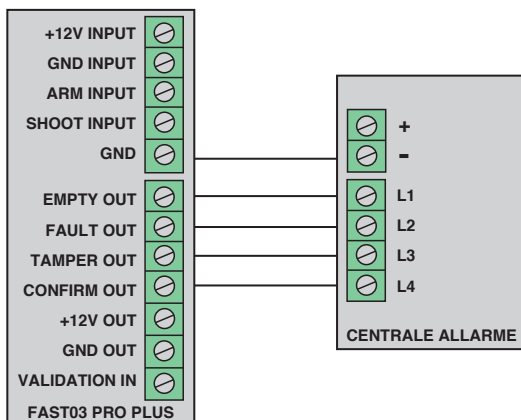 +12V INPUT
GND INPUT
ARM INPUT
SHOOT INPUT
GND
EMPTY OUT
FAULT OUT
TAMPER OUT
CONFIRM OUT
+12V OUT
GND OUT
VALIDATION IN
FAST03 PRO PLUS
+
-
L1
L2
L3
L4
CENTRALE ALLARME